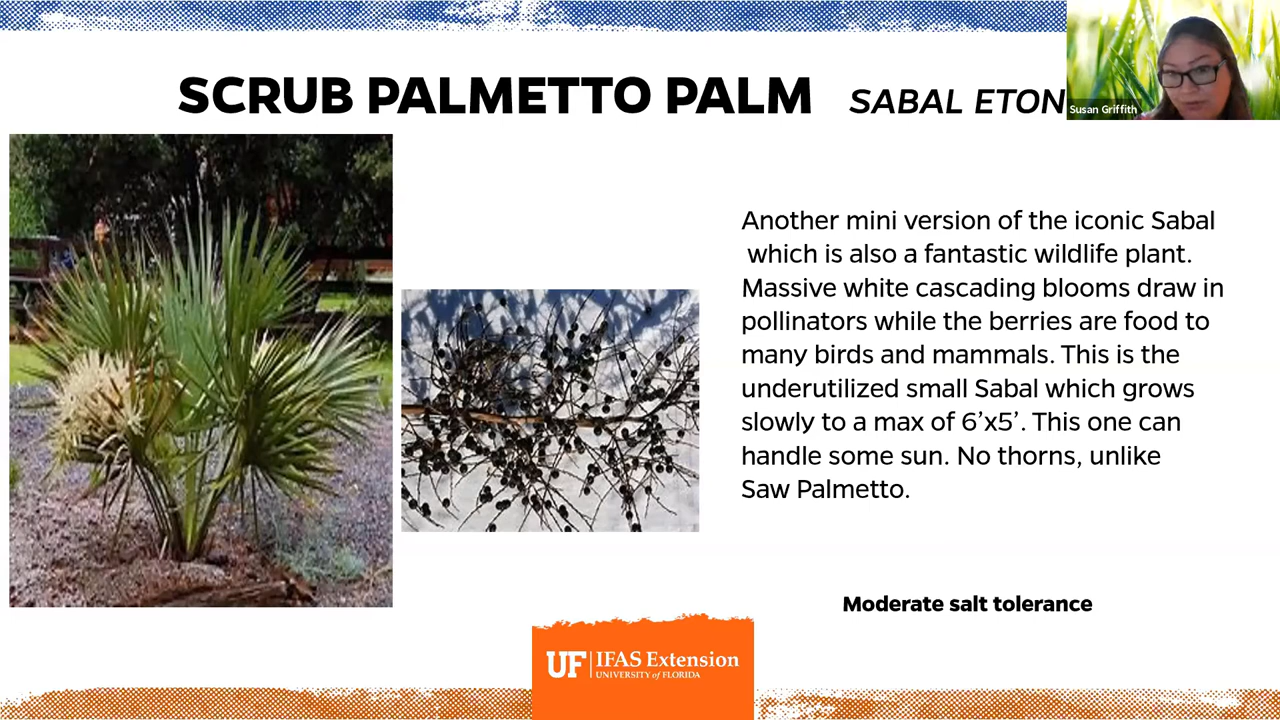 SCRUB PALMETTO PALM SABAL ETON
Susan Griffith
Another mini version of the iconic Sabal
which is also a fantastic wildlife plant.
Massive white cascading blooms draw in
pollinators while the berries are food to
many birds and mammals. This is the
underutilized small Sabal which grows
slowly to a max of 6’x5’. This one can
handle some sun. No thorns, unlike
Saw Palmetto.
Moderate salt tolerance
UF IFAS Extension
UNIVERSITY of FLORIDA